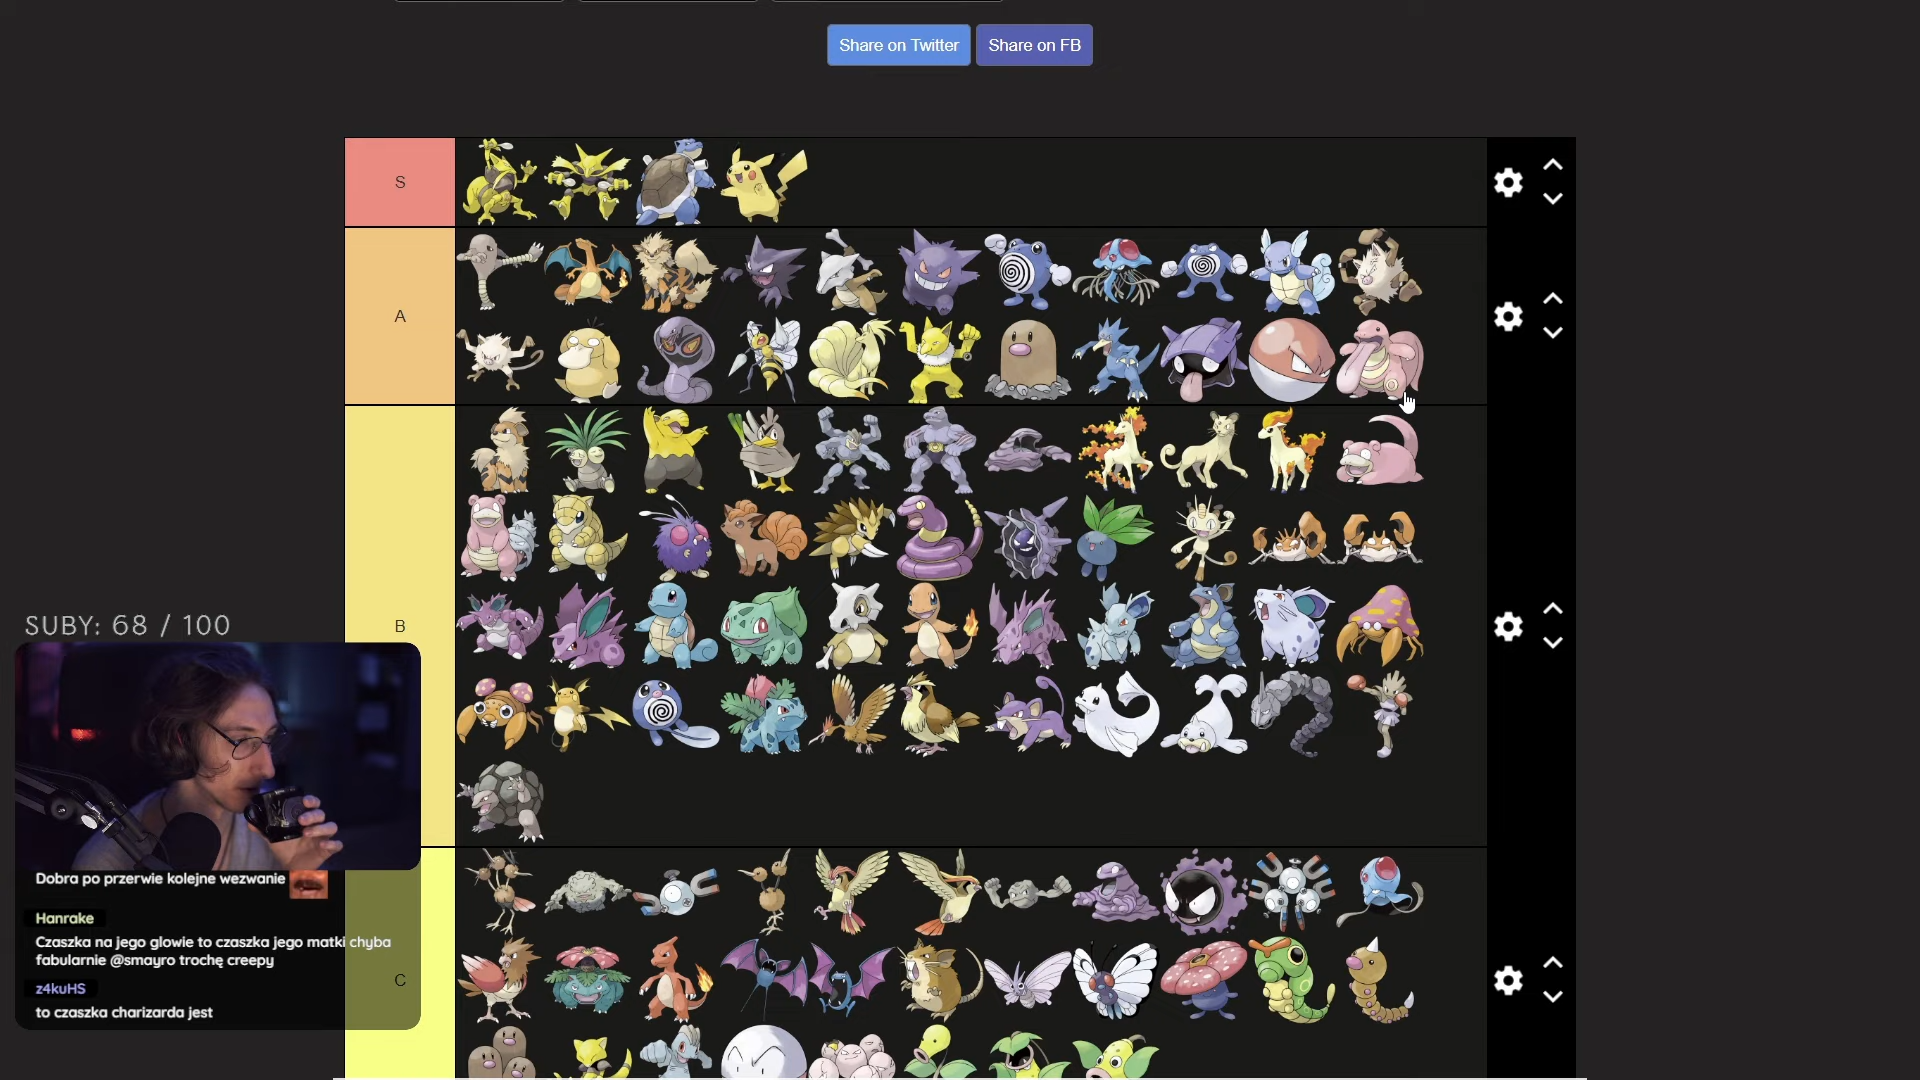 Share on Twitter
Share on FB
S
A
B
C
SUBY: 68 / 100
Dobra po przerwie kolejne wezwanie
Hanrake
Czaszka na jego glowie to czaszka jego matki chyba
fabularnie @smayro trochę creepy
z4kuHS
to czaszka charizarda jest